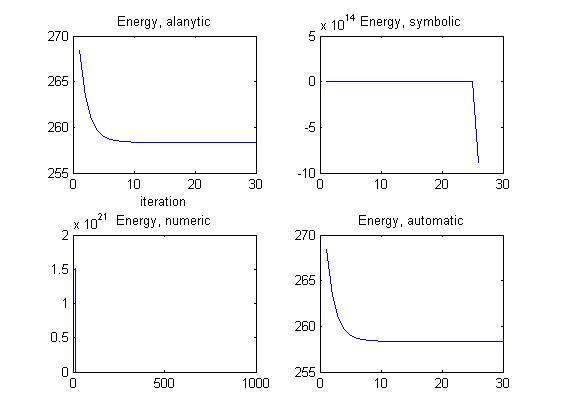 Energy, alanytic
270
265
260
255
0 10 20 30
iteration
x 10^14 Energy, symbolic
5
0
-5
-10
0 10 20 30
x 10^21 Energy, numeric
2
1.5
1
0.5
0
0 500 1000
Energy, automatic
270
265
260
255
0 10 20 30